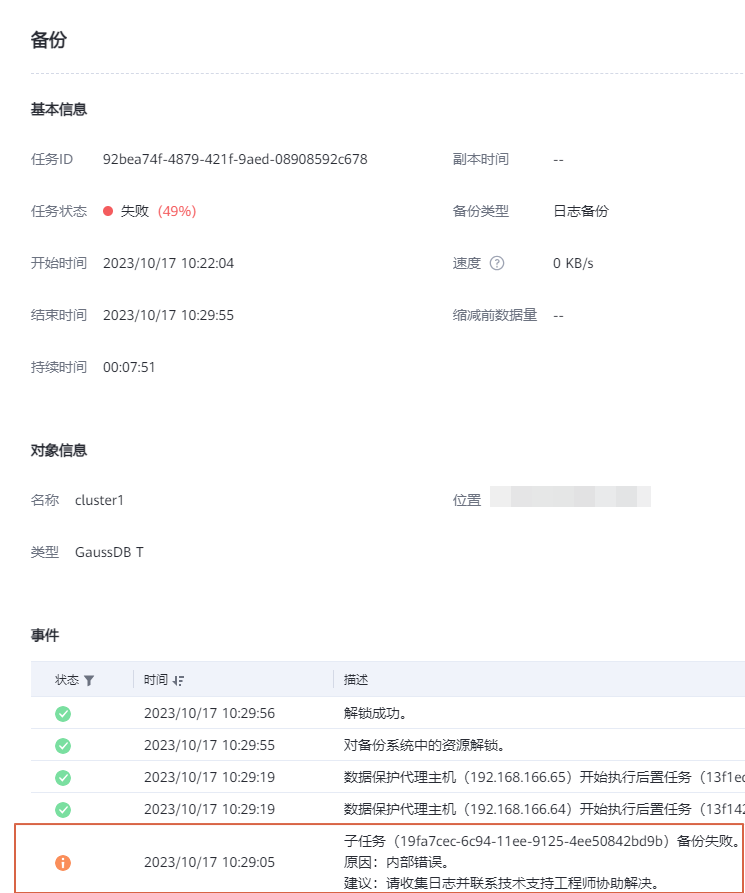 备份
基本信息
任务ID 92bea74f-4879-421f-9aed-08908592c678 副本时间 --
任务状态 失败 (49%) 备份类型 日志备份
开始时间 2023/10/17 10:22:04 速度 ? 0 KB/s
结束时间 2023/10/17 10:29:55 缩减前数据量 --
持续时间 00:07:51
对象信息
名称 cluster1 位置
类型 GaussDB T
事件
状态 时间 描述
2023/10/17 10:29:56 解锁成功。
2023/10/17 10:29:55 对备份系统中的资源解锁。
2023/10/17 10:29:19 数据保护代理主机（192.168.166.65）开始执行后置任务（13f1ec
2023/10/17 10:29:19 数据保护代理主机（192.168.166.64）开始执行后置任务（13f142
子任务（19fa7cec-6c94-11ee-9125-4ee50842bd9b）备份失败。
2023/10/17 10:29:05 原因：内部错误。
建议：请收集日志并联系技术支持工程师协助解决。